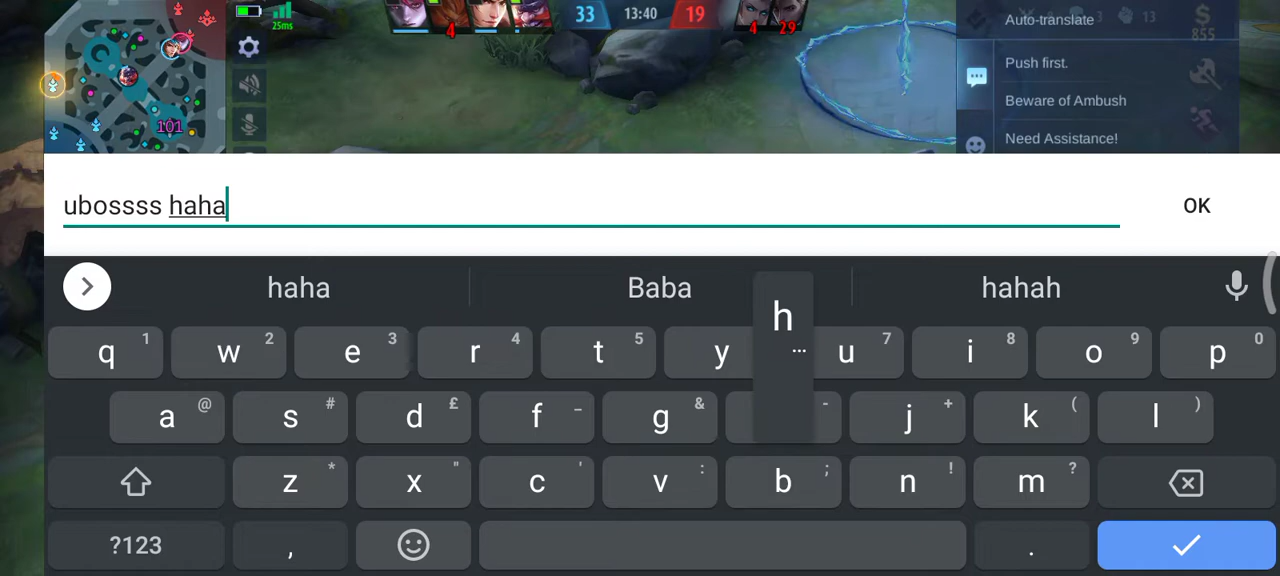 25ms
4
33 13:40 19
4 29
101
Auto-translate
3 13
$
855
Push first.
Beware of Ambush
Need Assistance!
ubossss haha
OK
haha Baba hahah
h
...
q 1 w 2 e 3 r 4 t 5 y u 7 i 8 o 9 p 0
a @ s # d £ f _ g & - j + k ( l )
z * x " c ' v : b ; n ! m ?
?123 , .